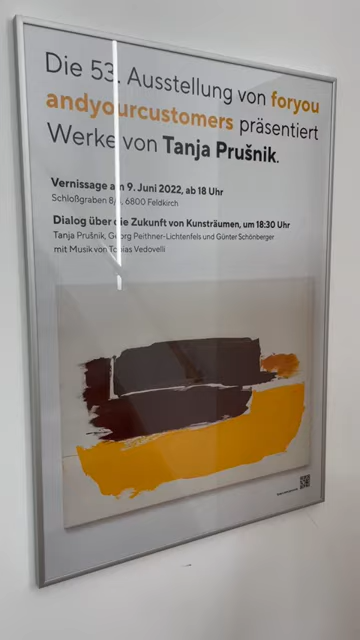 Die 53. Ausstellung von foryou
andyourcustomers präsentiert
Werke von Tanja Prušnik.
Vernissage am 9. Juni 2022, ab 18 Uhr
Schloßgraben 8/A, 6800 Feldkirch
Dialog über die Zukunft von Kunsträumen, um 18:30 Uhr
Tanja Prušnik, Georg Peithner-Lichtenfels und Günter Schönberger
mit Musik von Tobias Vedovelli